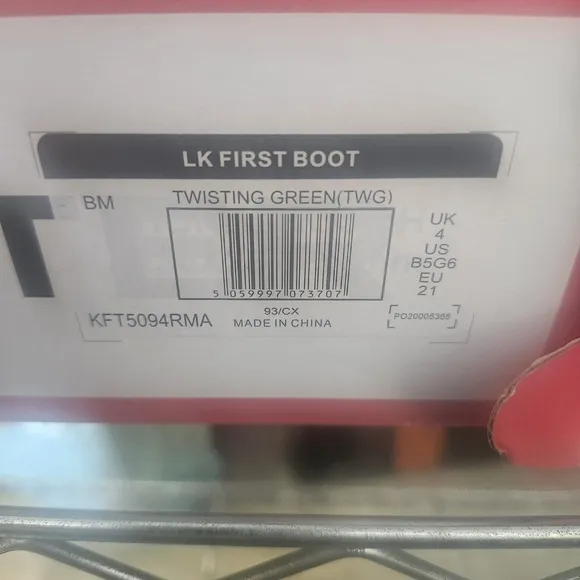 LK FIRST BOOT
T
BM
TWISTING GREEN(TWG)
UK
4
US
B5G6
EU
21
5 059997 073707
93/CX
MADE IN CHINA
KFT5094RMA